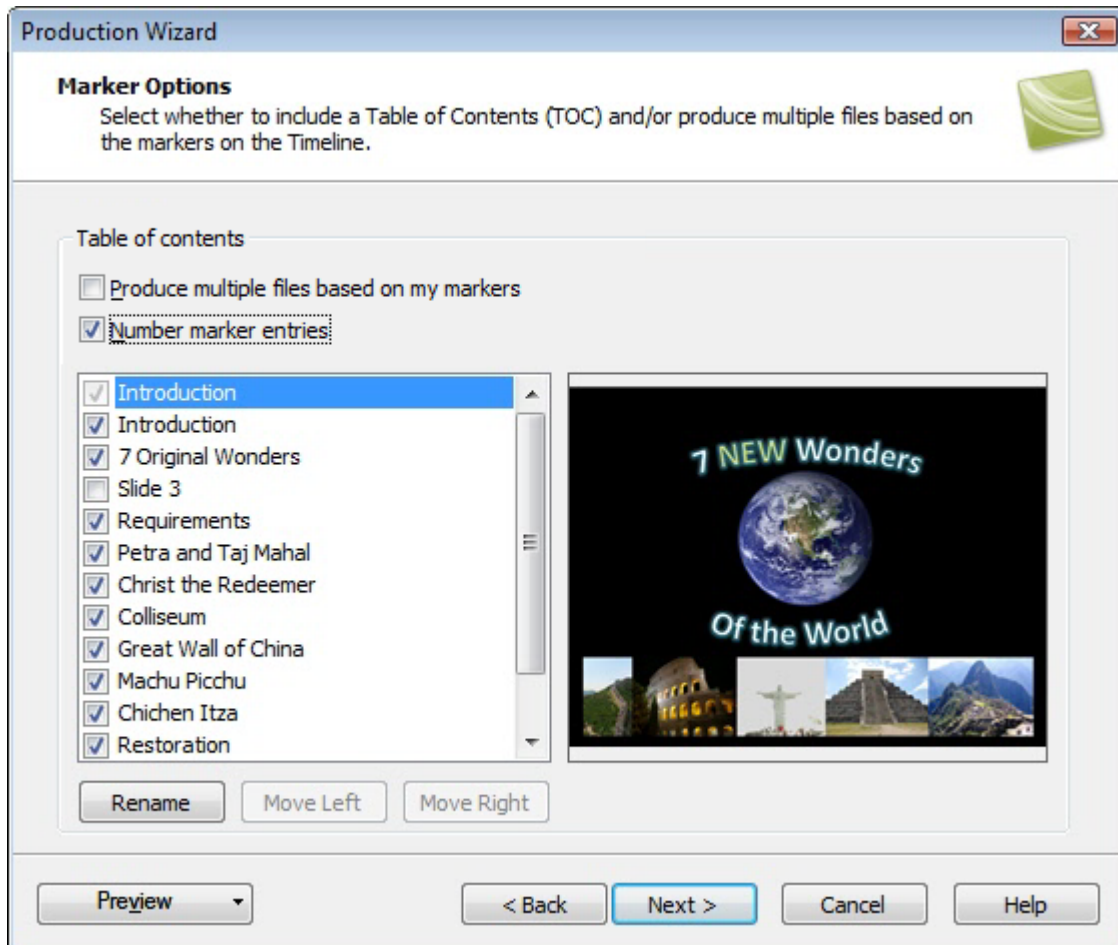 Production Wizard
Marker Options
Select whether to include a Table of Contents (TOC) and/or produce multiple files based on
the markers on the Timeline.
Table of contents
Produce multiple files based on my markers
Number marker entries
Introduction
Introduction
7 Original Wonders
Slide 3
Requirements
Petra and Taj Mahal
Christ the Redeemer
Colliseum
Great Wall of China
Machu Picchu
Chichen Itza
Restoration
7 NEW Wonders
Of the World
Rename
Move Left
Move Right
Preview
< Back
Next >
Cancel
Help